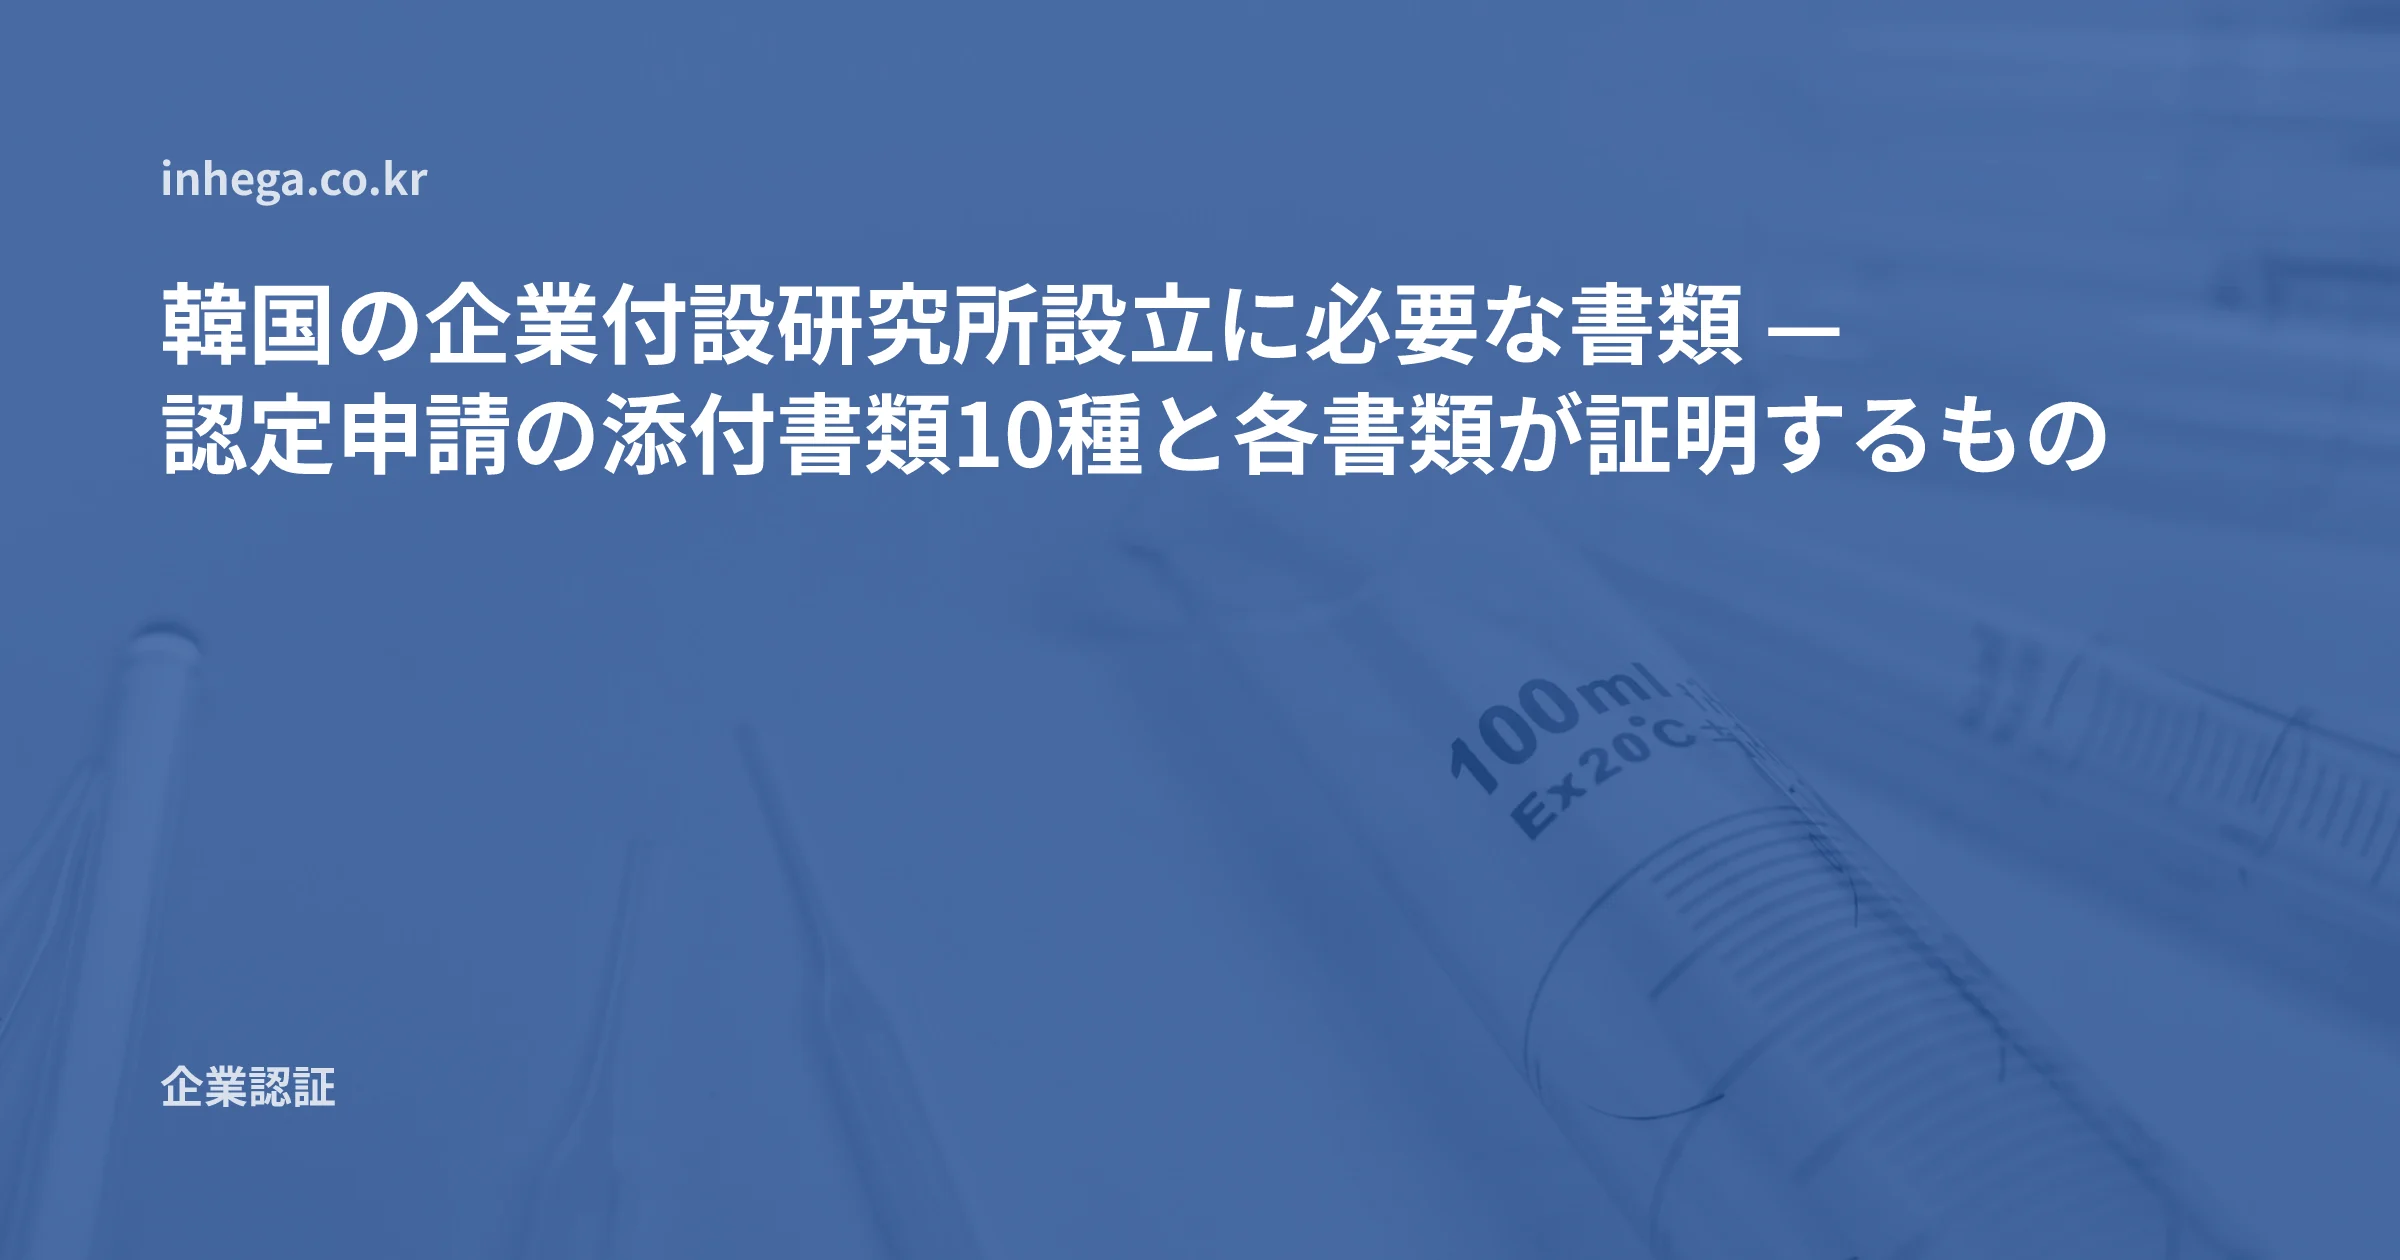 inhega.co.kr
韓国の企業付設研究所設立に必要な書類 —
認定申請の添付書類10種と各書類が証明するもの
100ml
Ex20°C±
企業認証